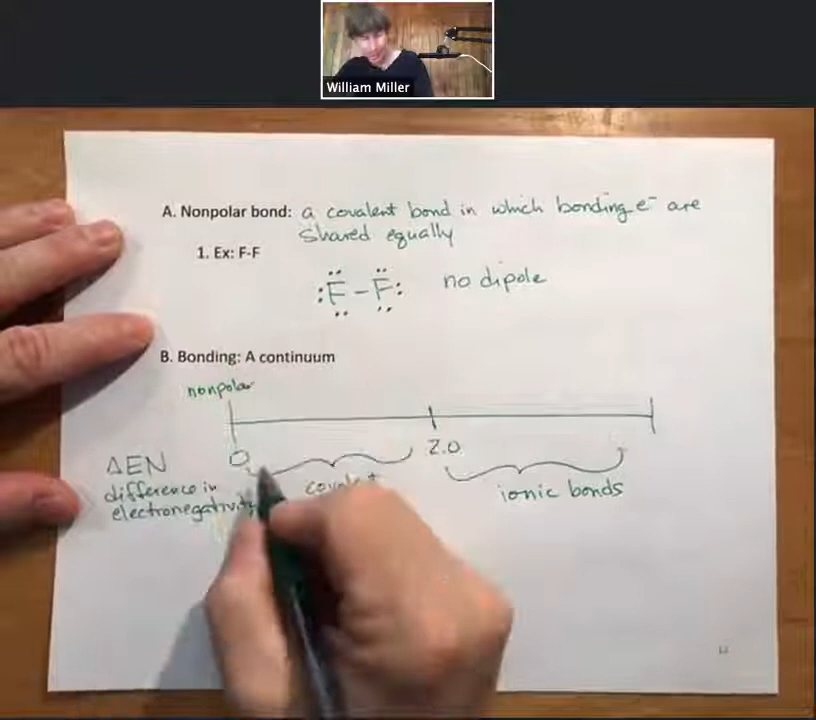 William Miller
A. Nonpolar bond: a covalent bond in which bonding e⁻ are
shared equally
1. Ex: F-F
:F̤̈ – F̤̈: no dipole
B. Bonding: A continuum
nonpolar
0 2.0
ΔEN
difference in
electronegativity
ionic bonds